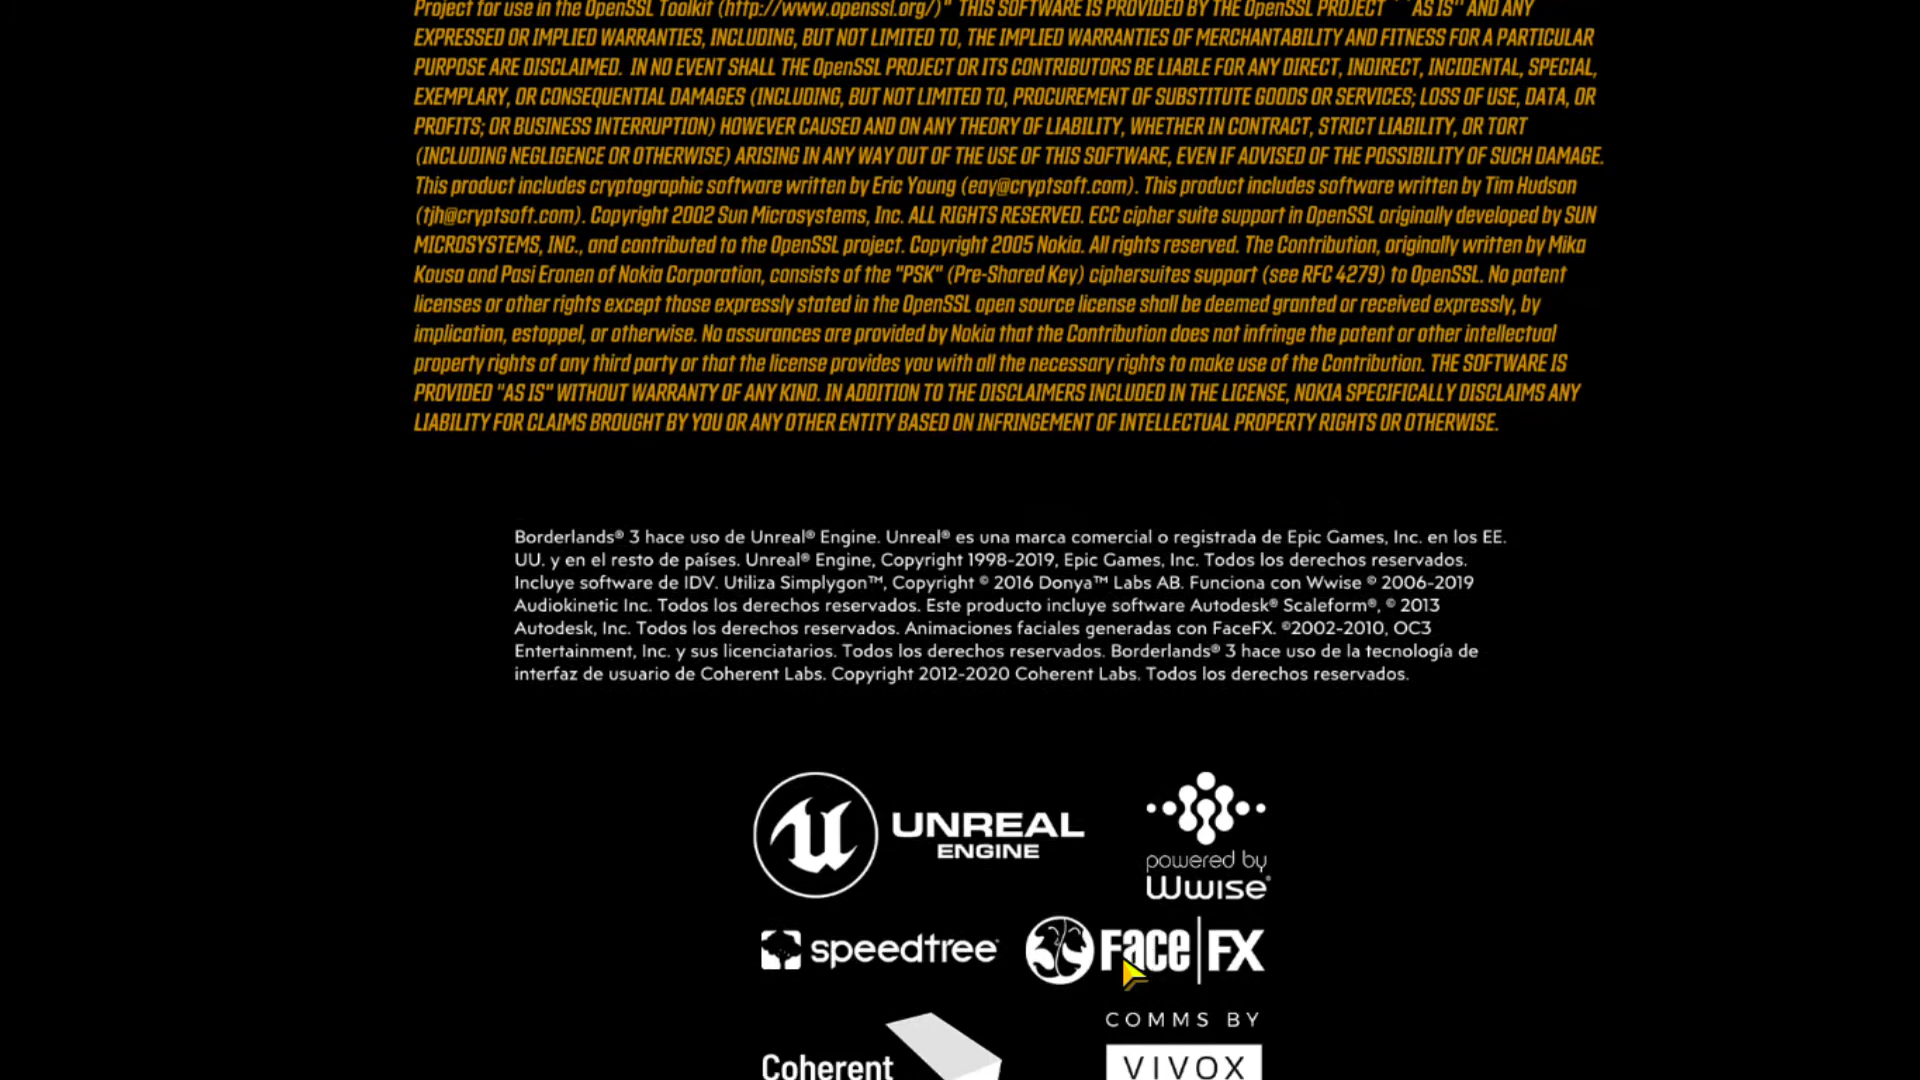 Project for use in the OpenSSL Toolkit (http://www.openssl.org/)" THIS SOFTWARE IS PROVIDED BY THE OpenSSL PROJECT ``AS IS'' AND ANY
EXPRESSED OR IMPLIED WARRANTIES, INCLUDING, BUT NOT LIMITED TO, THE IMPLIED WARRANTIES OF MERCHANTABILITY AND FITNESS FOR A PARTICULAR
PURPOSE ARE DISCLAIMED. IN NO EVENT SHALL THE OpenSSL PROJECT OR ITS CONTRIBUTORS BE LIABLE FOR ANY DIRECT, INDIRECT, INCIDENTAL, SPECIAL,
EXEMPLARY, OR CONSEQUENTIAL DAMAGES (INCLUDING, BUT NOT LIMITED TO, PROCUREMENT OF SUBSTITUTE GOODS OR SERVICES; LOSS OF USE, DATA, OR
PROFITS; OR BUSINESS INTERRUPTION) HOWEVER CAUSED AND ON ANY THEORY OF LIABILITY, WHETHER IN CONTRACT, STRICT LIABILITY, OR TORT
(INCLUDING NEGLIGENCE OR OTHERWISE) ARISING IN ANY WAY OUT OF THE USE OF THIS SOFTWARE, EVEN IF ADVISED OF THE POSSIBILITY OF SUCH DAMAGE.
This product includes cryptographic software written by Eric Young (eay@cryptsoft.com). This product includes software written by Tim Hudson
(tjh@cryptsoft.com). Copyright 2002 Sun Microsystems, Inc. ALL RIGHTS RESERVED. ECC cipher suite support in OpenSSL originally developed by SUN
MICROSYSTEMS, INC., and contributed to the OpenSSL project. Copyright 2005 Nokia. All rights reserved. The Contribution, originally written by Mika
Kousa and Pasi Eronen of Nokia Corporation, consists of the "PSK" (Pre-Shared Key) ciphersuites support (see RFC 4279) to OpenSSL. No patent
licenses or other rights except those expressly stated in the OpenSSL open source license shall be deemed granted or received expressly, by
implication, estoppel, or otherwise. No assurances are provided by Nokia that the Contribution does not infringe the patent or other intellectual
property rights of any third party or that the license provides you with all the necessary rights to make use of the Contribution. THE SOFTWARE IS
PROVIDED "AS IS" WITHOUT WARRANTY OF ANY KIND. IN ADDITION TO THE DISCLAIMERS INCLUDED IN THE LICENSE, NOKIA SPECIFICALLY DISCLAIMS ANY
LIABILITY FOR CLAIMS BROUGHT BY YOU OR ANY OTHER ENTITY BASED ON INFRINGEMENT OF INTELLECTUAL PROPERTY RIGHTS OR OTHERWISE.
Borderlands® 3 hace uso de Unreal® Engine. Unreal® es una marca comercial o registrada de Epic Games, Inc. en los EE.
UU. y en el resto de países. Unreal® Engine, Copyright 1998-2019, Epic Games, Inc. Todos los derechos reservados.
Incluye software de IDV. Utiliza Simplygon™, Copyright © 2016 Donya™ Labs AB. Funciona con Wwise © 2006-2019
Audiokinetic Inc. Todos los derechos reservados. Este producto incluye software Autodesk® Scaleform®, © 2013
Autodesk, Inc. Todos los derechos reservados. Animaciones faciales generadas con FaceFX. ©2002-2010, OC3
Entertainment, Inc. y sus licenciatarios. Todos los derechos reservados. Borderlands® 3 hace uso de la tecnología de
interfaz de usuario de Coherent Labs. Copyright 2012-2020 Coherent Labs. Todos los derechos reservados.
UNREAL
ENGINE
powered by
Wwise®
speedtree®
Face|FX
COMMS BY
Coherent
VIVOX